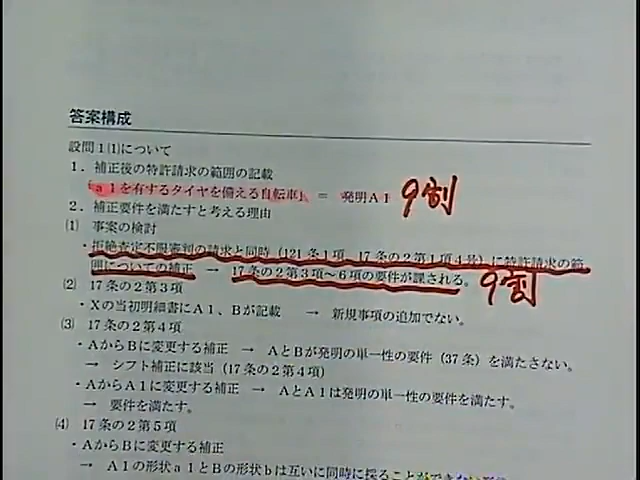 答案構成
設問1(1)について
1．補正後の特許請求の範囲の記載
「a1を有するタイヤを備える自転車」 ＝ 発明A1 9割
2．補正要件を満たすと考える理由
(1) 事案の検討
・拒絶査定不服審判の請求と同時（121条1項，17条の2第1項4号）に特許請求の範
囲についての補正 → 17条の2第3項～6項の要件が課される。 9割
(2) 17条の2第3項
・Xの当初明細書にA1、Bが記載 → 新規事項の追加でない。
(3) 17条の2第4項
・AからBに変更する補正 → AとBが発明の単一性の要件（37条）を満たさない。
→ シフト補正に該当（17条の2第4項）
・AからA1に変更する補正 → AとA1は発明の単一性の要件を満たす。
→ 要件を満たす。
(4) 17条の2第5項
・AからBに変更する補正
→ A1の形状a1とBの形状bは互いに同時に採ることができない